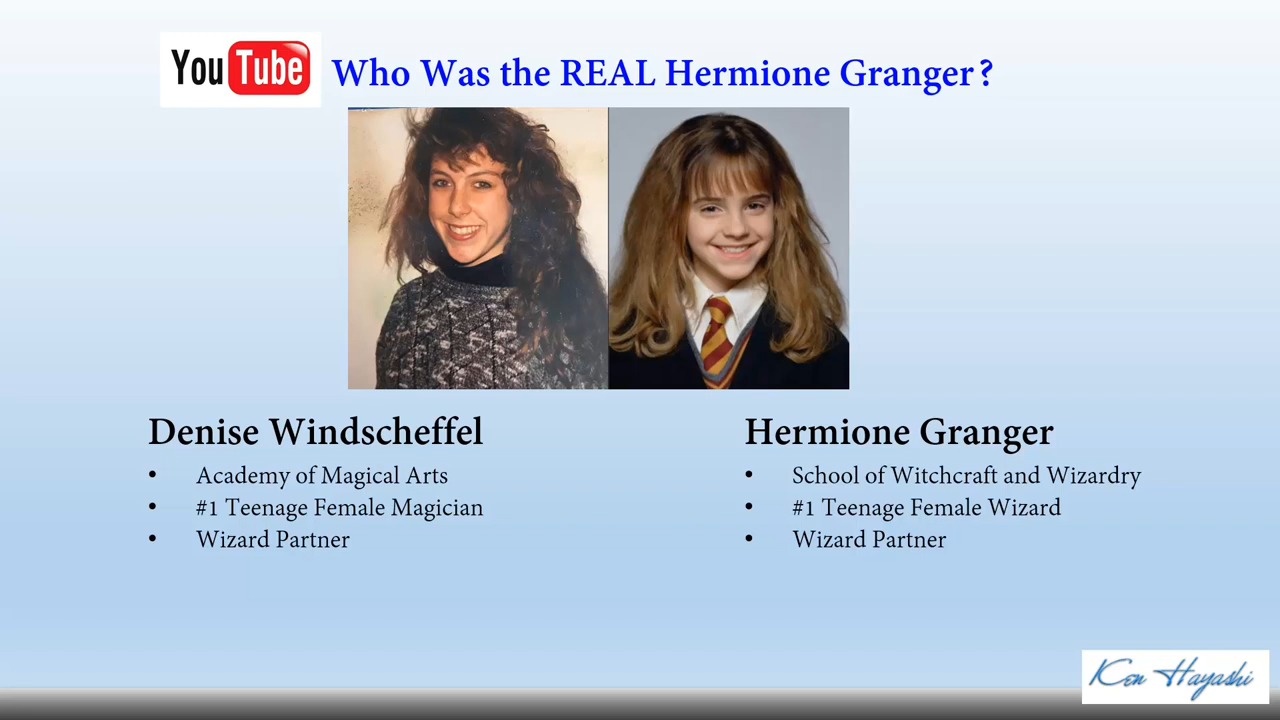 YouTube Who Was the REAL Hermione Granger?
Denise Windscheffel
• Academy of Magical Arts
• #1 Teenage Female Magician
• Wizard Partner
Hermione Granger
• School of Witchcraft and Wizardry
• #1 Teenage Female Wizard
• Wizard Partner
Ken Hayashi